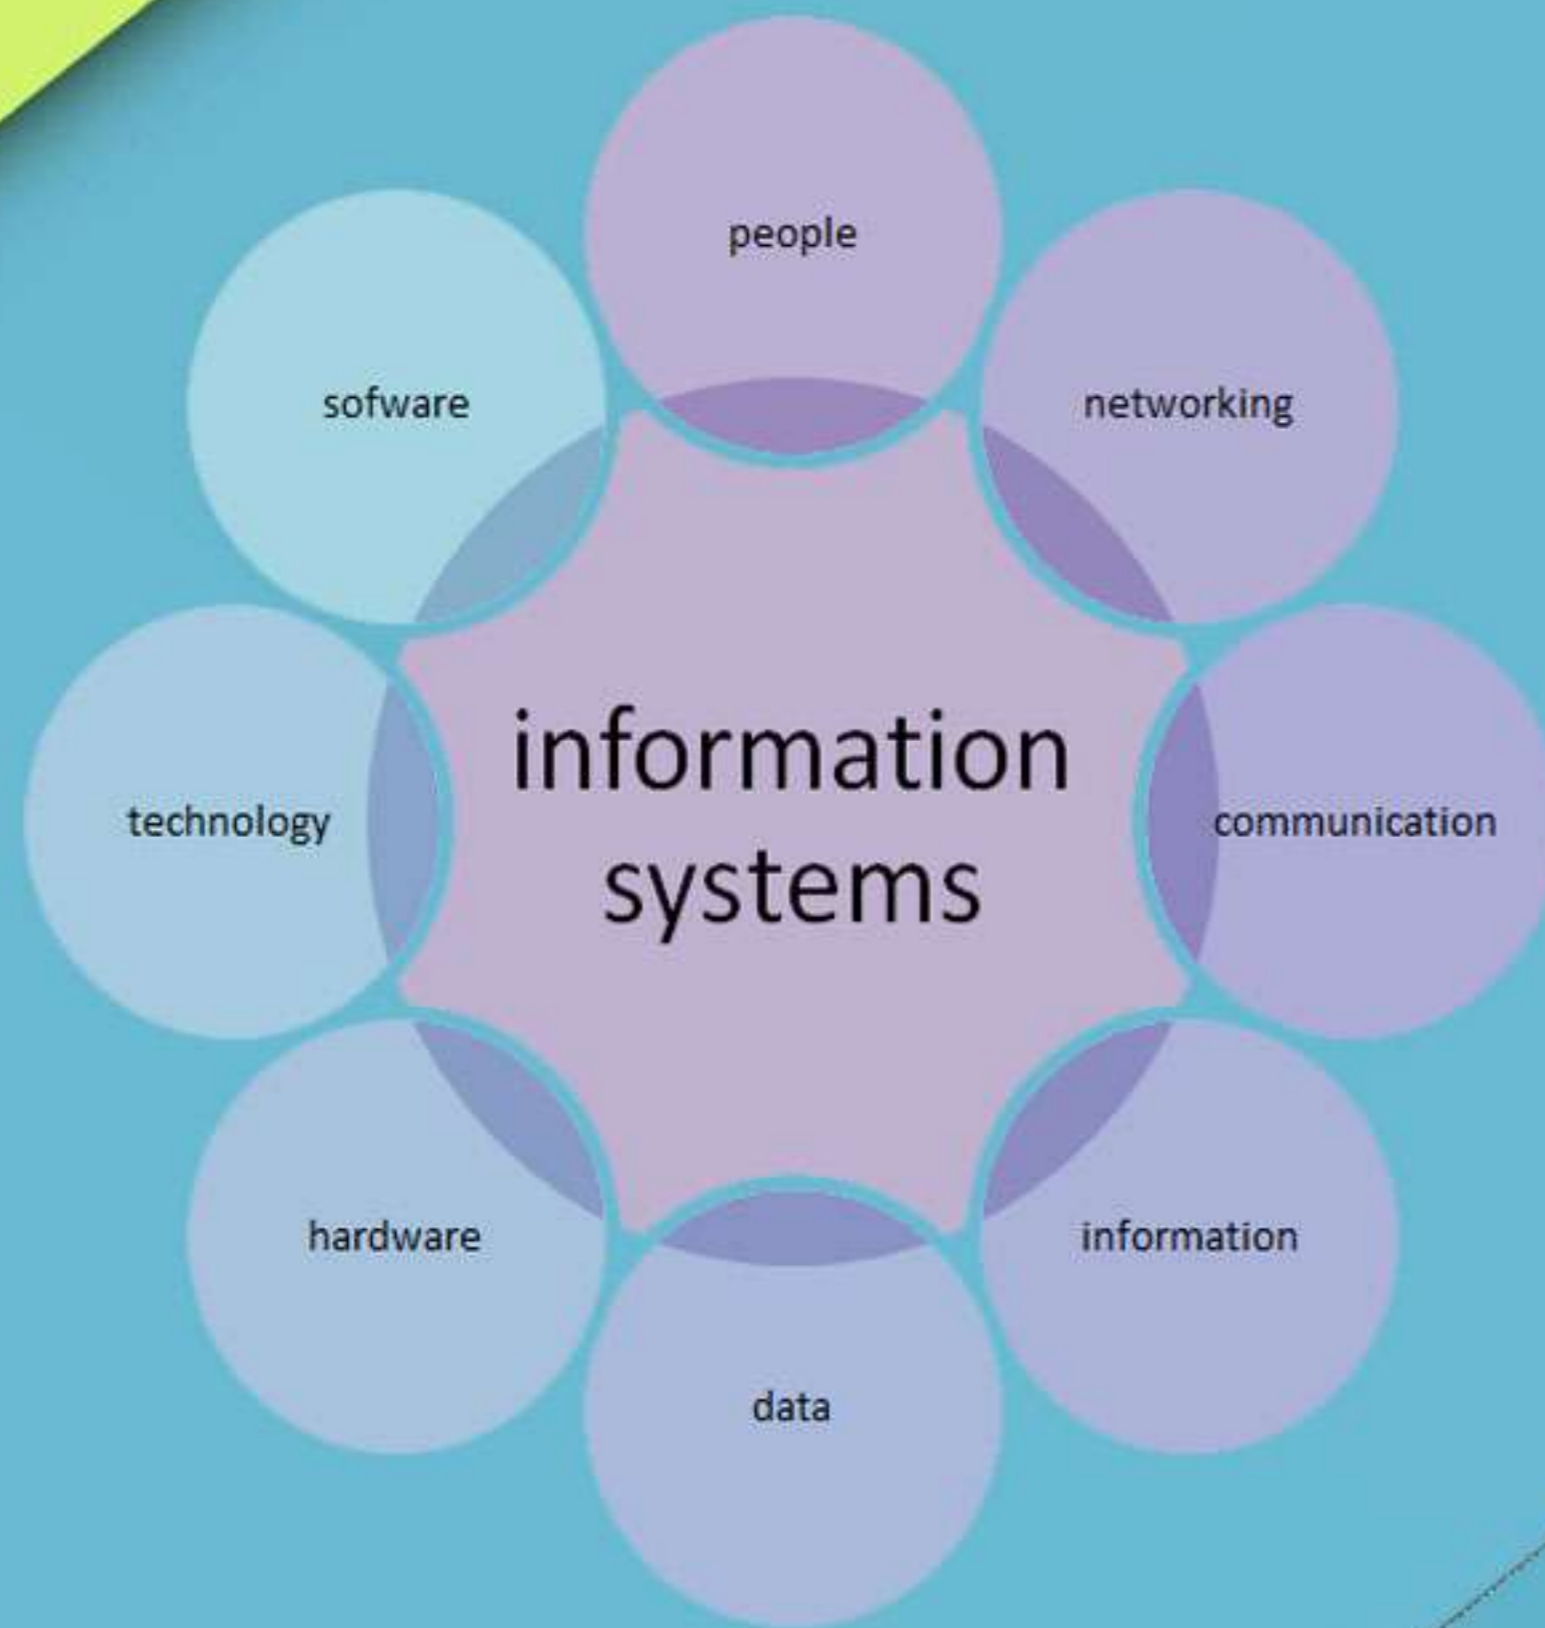 people
sofware
networking
information
systems
technology
communication
hardware
information
data